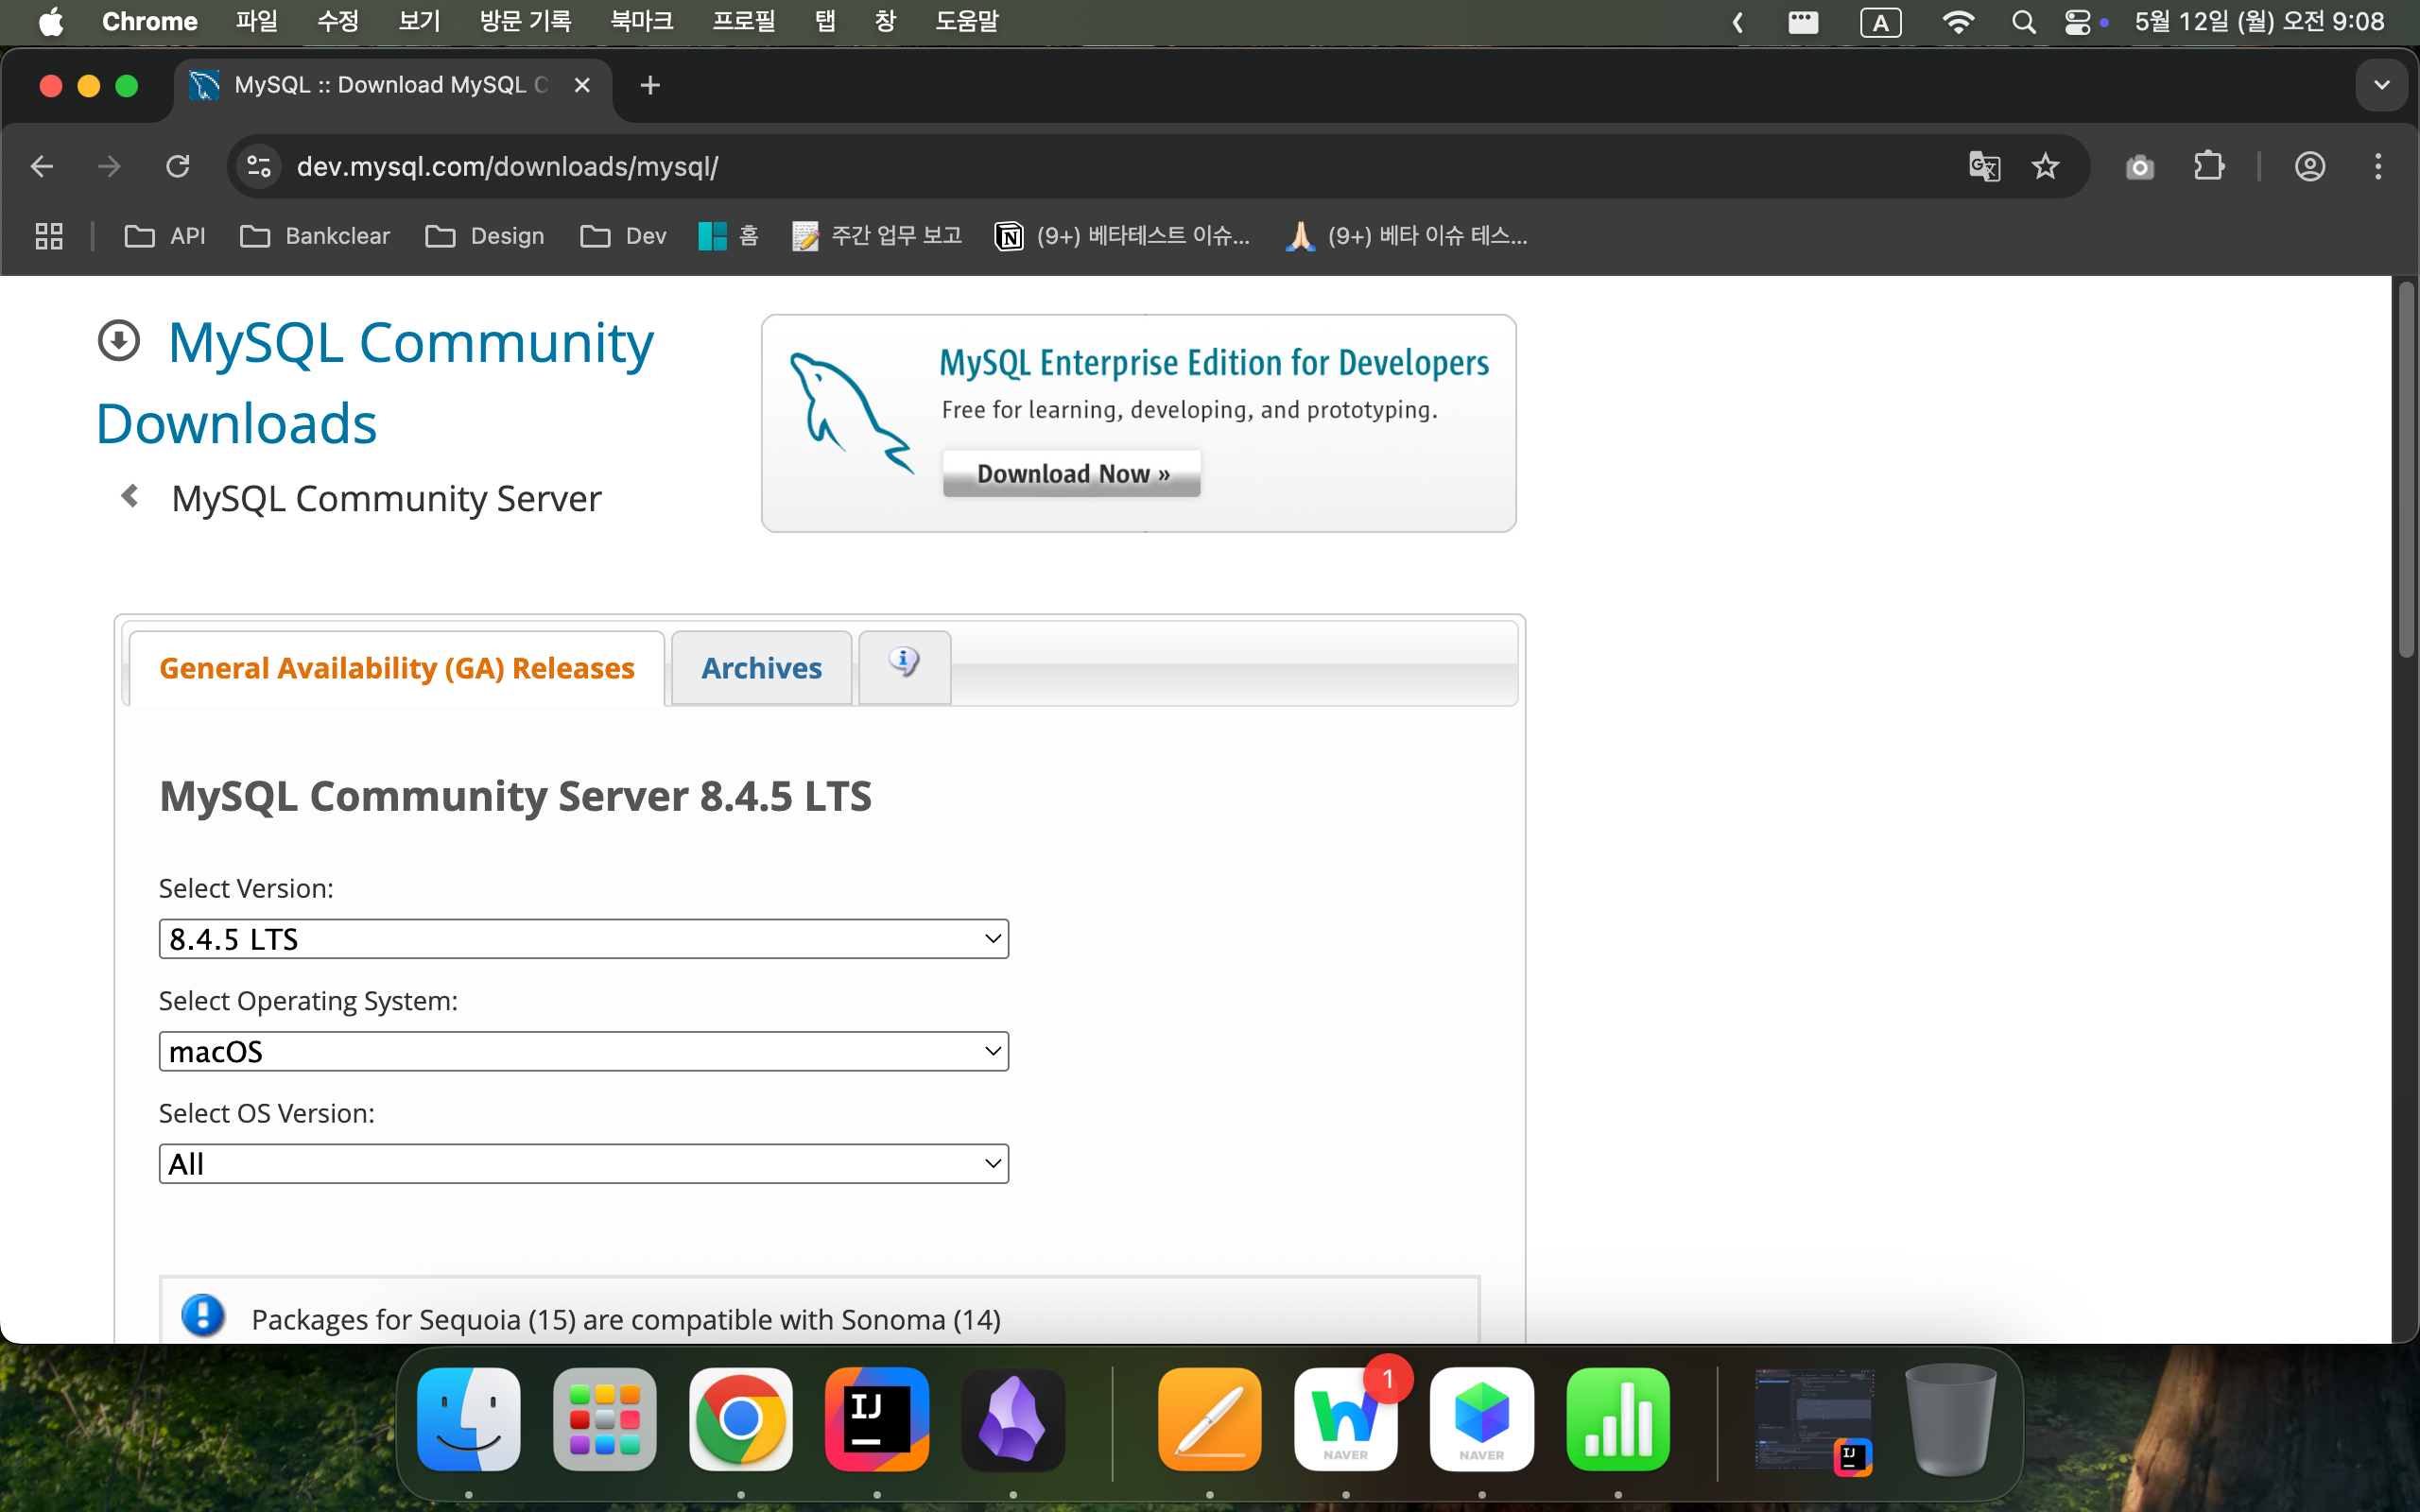 Chrome 파일 수정 보기 방문 기록 북마크 프로필 탭 창 도움말 A 5월 12일 (월) 오전 9:08
MySQL :: Download MySQL C
dev.mysql.com/downloads/mysql/
API Bankclear Design Dev 홈 주간 업무 보고 (9+) 베타테스트 이슈... (9+) 베타 이슈 테스...
MySQL Community
Downloads
MySQL Community Server
MySQL Enterprise Edition for Developers
Free for learning, developing, and prototyping.
Download Now »
General Availability (GA) Releases Archives
MySQL Community Server 8.4.5 LTS
Select Version:
8.4.5 LTS
Select Operating System:
macOS
Select OS Version:
All
Packages for Sequoia (15) are compatible with Sonoma (14)
IJ
1
NAVER
NAVER
IJ